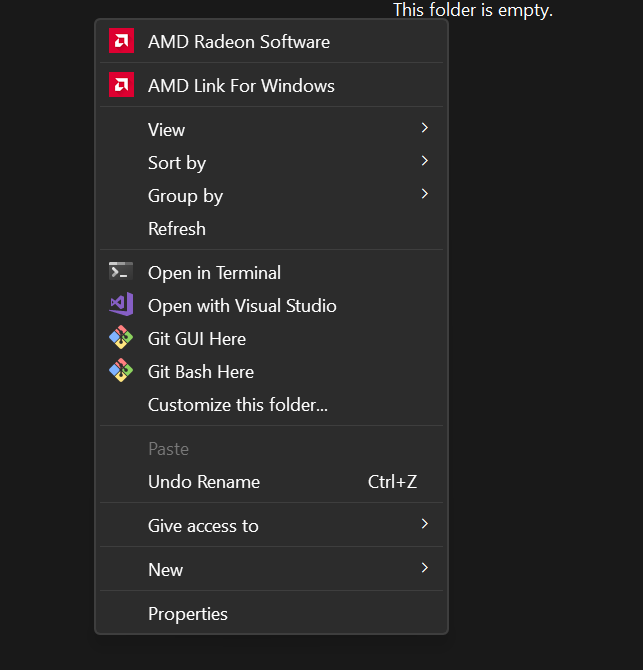 This folder is empty.
AMD Radeon Software
AMD Link For Windows
View
Sort by
Group by
Refresh
Open in Terminal
Open with Visual Studio
Git GUI Here
Git Bash Here
Customize this folder...
Paste
Undo Rename Ctrl+Z
Give access to
New
Properties